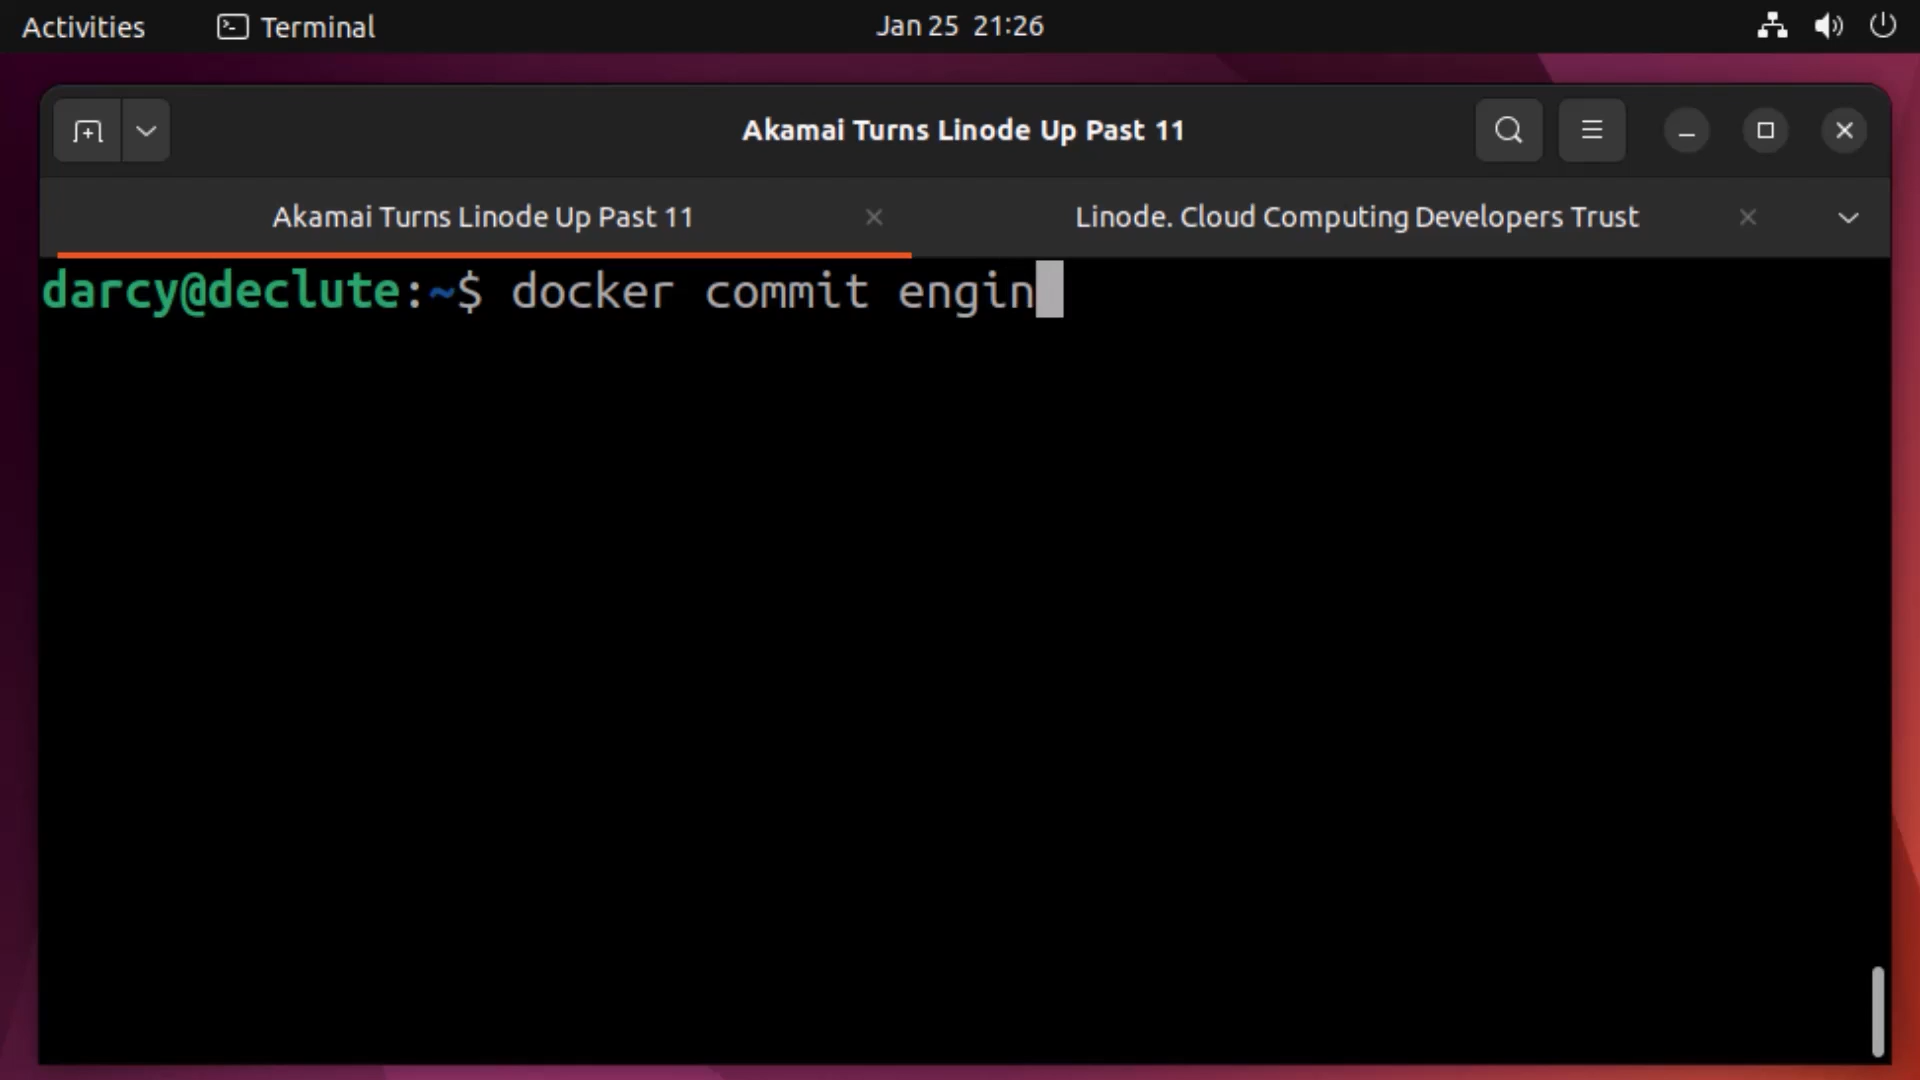 Activities Terminal Jan 25 21:26
Akamai Turns Linode Up Past 11
Akamai Turns Linode Up Past 11 Linode. Cloud Computing Developers Trust
darcy@declute:~$ docker commit engin